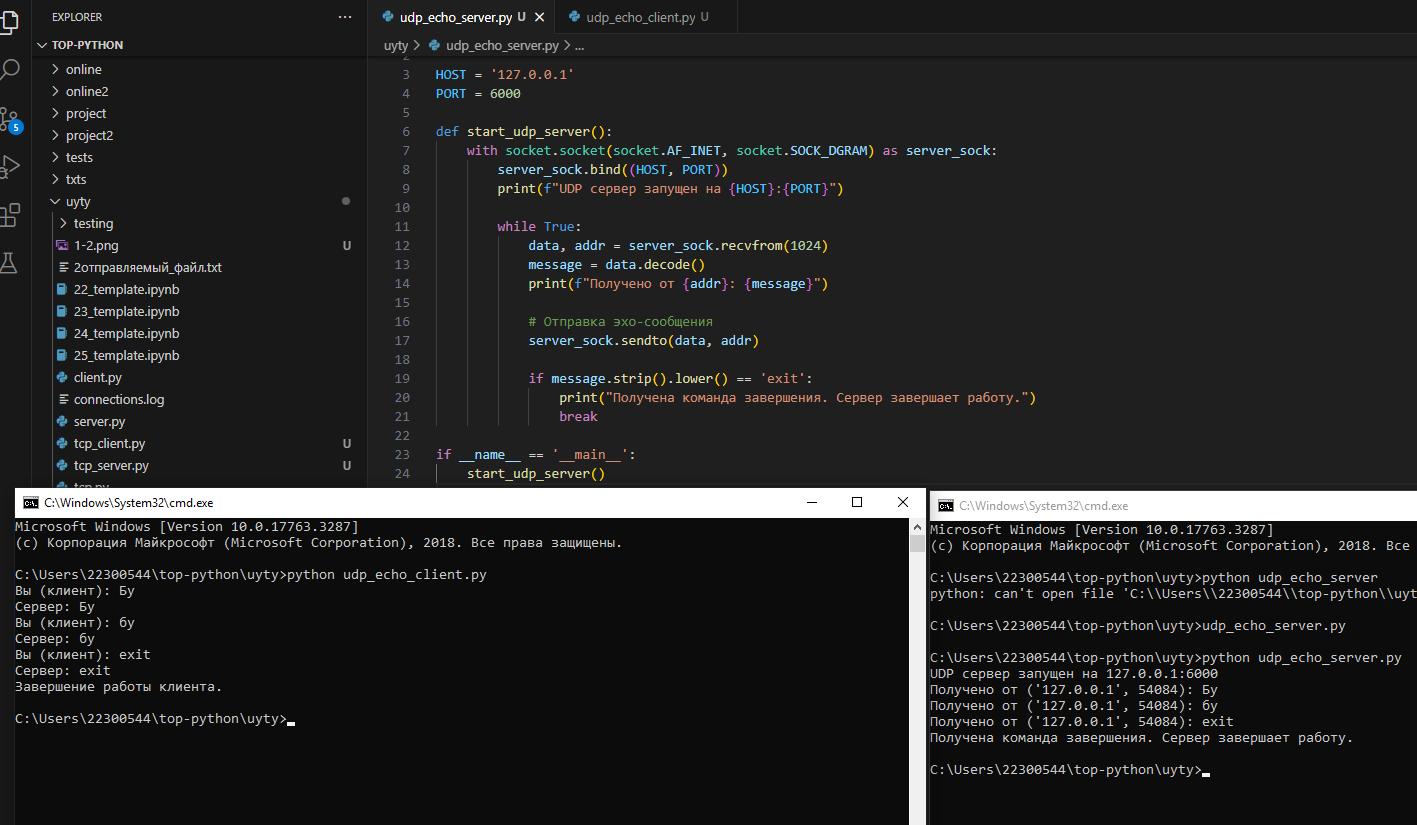 EXPLORER
TOP-PYTHON
online
online2
project
project2
tests
txts
uyty
testing
1-2.png U
2отправляемый_файл.txt
22_template.ipynb
23_template.ipynb
24_template.ipynb
25_template.ipynb
client.py
connections.log
server.py
tcp_client.py U
tcp_server.py U
5
udp_echo_server.py U
udp_echo_client.py U
uyty > udp_echo_server.py > ...
3 HOST = '127.0.0.1'
4 PORT = 6000
5
6 def start_udp_server():
7 with socket.socket(socket.AF_INET, socket.SOCK_DGRAM) as server_sock:
8 server_sock.bind((HOST, PORT))
9 print(f"UDP сервер запущен на {HOST}:{PORT}")
10
11 while True:
12 data, addr = server_sock.recvfrom(1024)
13 message = data.decode()
14 print(f"Получено от {addr}: {message}")
15
16 # Отправка эхо-сообщения
17 server_sock.sendto(data, addr)
18
19 if message.strip().lower() == 'exit':
20 print("Получена команда завершения. Сервер завершает работу.")
21 break
22
23 if __name__ == '__main__':
24 start_udp_server()
C:\Windows\System32\cmd.exe
Microsoft Windows [Version 10.0.17763.3287]
(c) Корпорация Майкрософт (Microsoft Corporation), 2018. Все права защищены.
C:\Users\22300544\top-python\uyty>python udp_echo_client.py
Вы (клиент): Бу
Сервер: Бу
Вы (клиент): бу
Сервер: бу
Вы (клиент): exit
Сервер: exit
Завершение работы клиента.
C:\Users\22300544\top-python\uyty>
C:\Windows\System32\cmd.exe
Microsoft Windows [Version 10.0.17763.3287]
(c) Корпорация Майкрософт (Microsoft Corporation), 2018. Все
C:\Users\22300544\top-python\uyty>python udp_echo_server
python: can't open file 'C:\\Users\\22300544\\top-python\\uyt
C:\Users\22300544\top-python\uyty>udp_echo_server.py
C:\Users\22300544\top-python\uyty>python udp_echo_server.py
UDP сервер запущен на 127.0.0.1:6000
Получено от ('127.0.0.1', 54084): Бу
Получено от ('127.0.0.1', 54084): бу
Получено от ('127.0.0.1', 54084): exit
Получена команда завершения. Сервер завершает работу.
C:\Users\22300544\top-python\uyty>